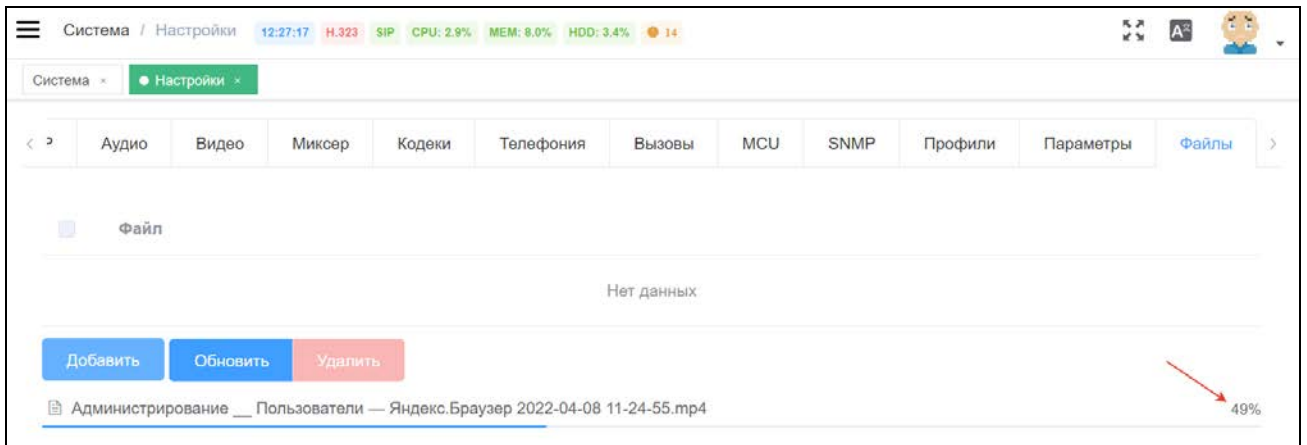 Система / Настройки 12:27:17 H.323 SIP CPU: 2.9% MEM: 8.0% HDD: 3.4% 14
Система × Настройки ×
Аудио Видео Миксер Кодеки Телефония Вызовы MCU SNMP Профили Параметры Файлы
Файл
Нет данных
Добавить Обновить Удалить
Администрирование __ Пользователи — Яндекс.Браузер 2022-04-08 11-24-55.mp4 49%